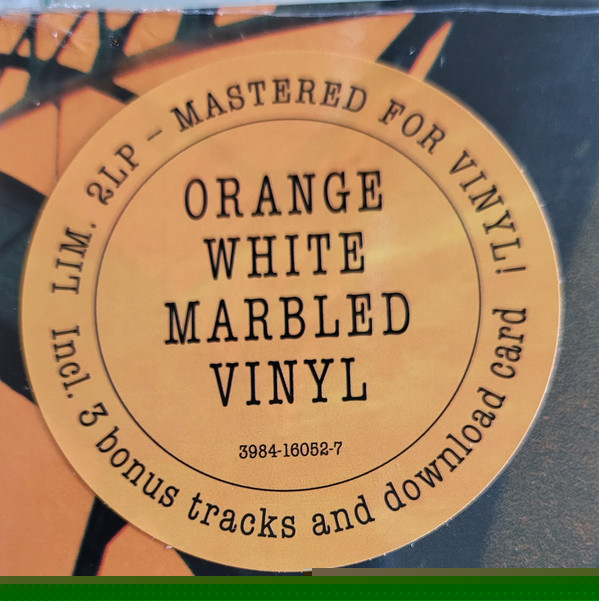 LIM. 2LP - MASTERED FOR VINYL!
ORANGE
WHITE
MARBLED
VINYL
3984-16052-7
Incl. 3 bonus tracks and download card